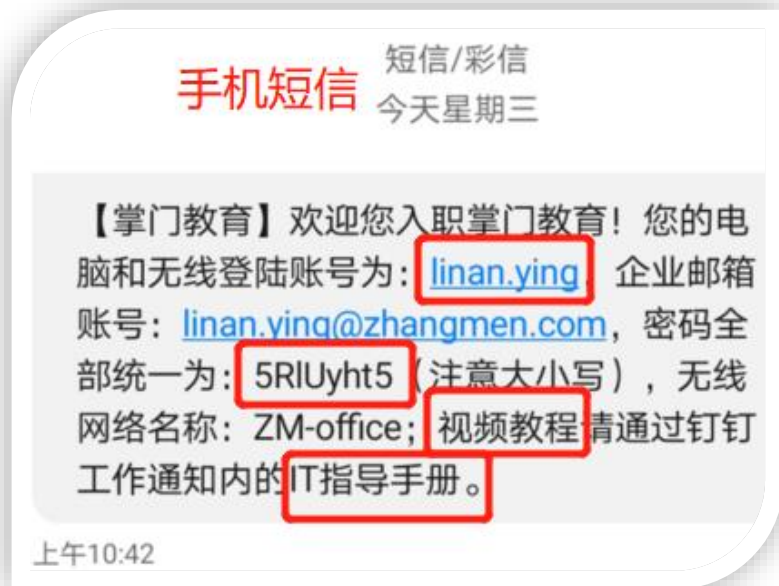 手机短信
短信/彩信
今天星期三
【掌门教育】欢迎您入职掌门教育！您的电
脑和无线登陆账号为：linan.ying，企业邮箱
账号：linan.ying@zhangmen.com，密码全
部统一为：5RlUyht5（注意大小写），无线
网络名称：ZM-office；视频教程请通过钉钉
工作通知内的IT指导手册。
上午10:42